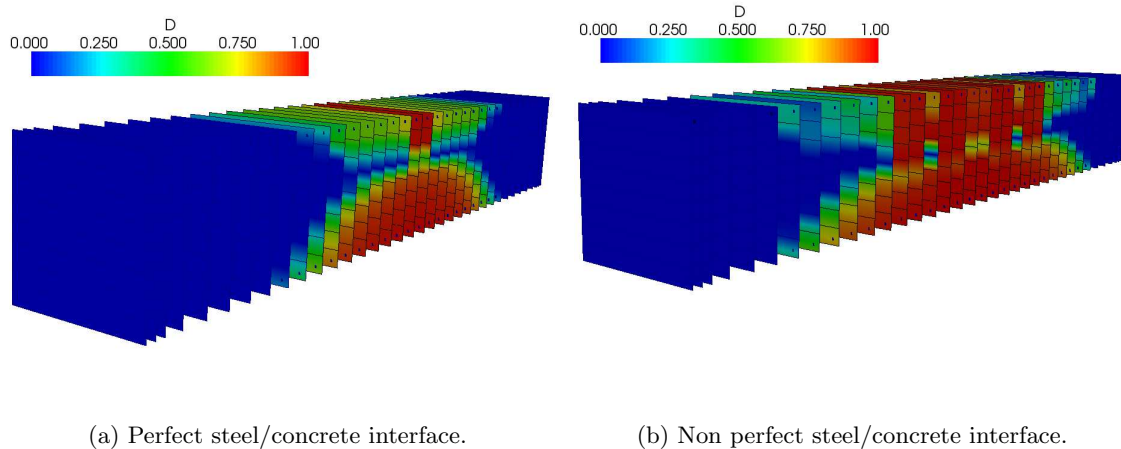 D
0.000 0.250 0.500 0.750 1.00
D
0.000 0.250 0.500 0.750 1.00
(a) Perfect steel/concrete interface.
(b) Non perfect steel/concrete interface.